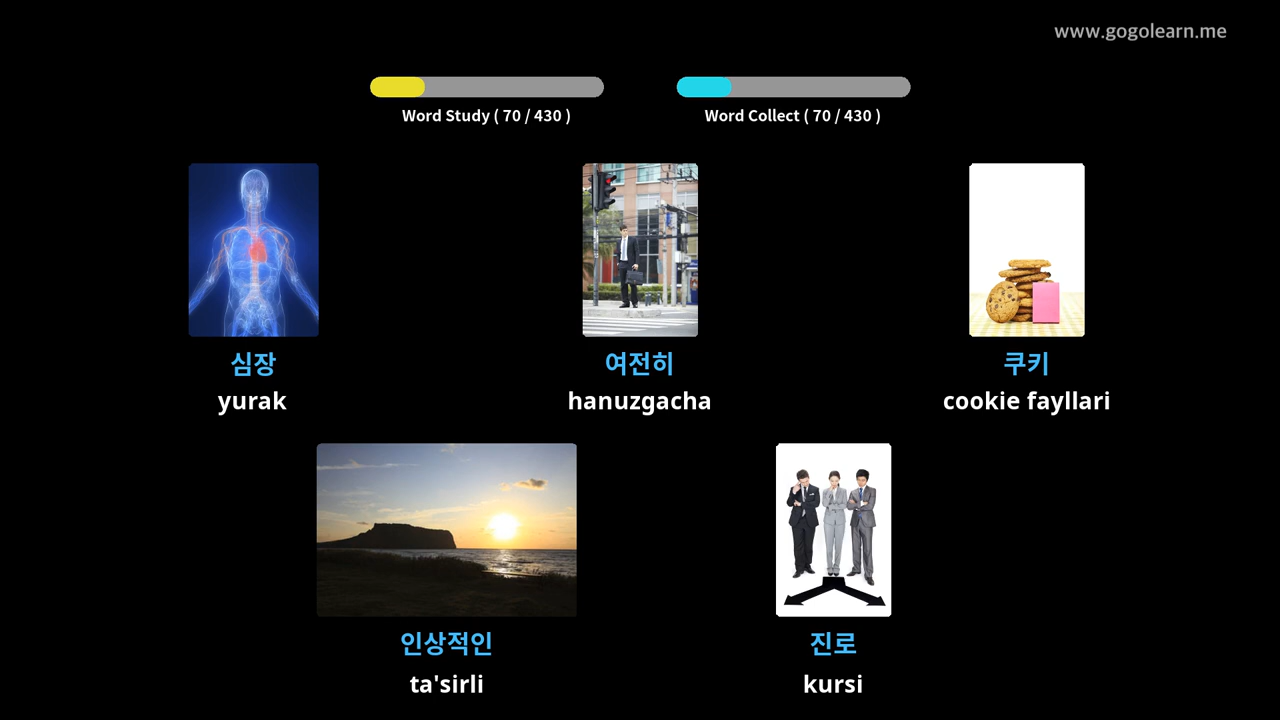 www.gogolearn.me
Word Study ( 70 / 430 )
Word Collect ( 70 / 430 )
심장
여전히
쿠키
yurak
hanuzgacha
cookie fayllari
인상적인
진로
ta'sirli
kursi